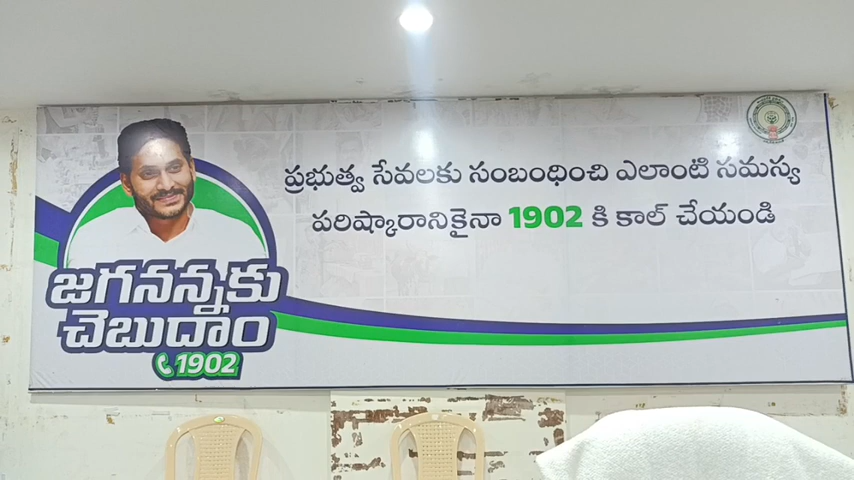 ప్రభుత్వ సేవలకు సంబంధించి ఎలాంటి సమస్య
పరిష్కారానికైనా 1902 కి కాల్ చేయండి
జగనన్నకు
చెబుదాం
1902